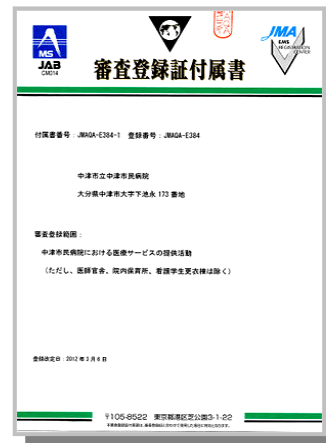 MS
JAB
CM014
JMA
EMS
REGISTRATION
CENTER
審査登録証付属書
付属書番号：JMAQA-E384-1 登録番号：JMAQA-E384
中津市立中津市民病院
大分県中津市大字下池永 173 番地
審査登録範囲：
中津市民病院における医療サービスの提供活動
（ただし、医師官舎、院内保育所、看護学生更衣棟は除く）
登録改定日：2012 年 3 月 6 日
〒105-8522 東京都港区芝公園3-1-22